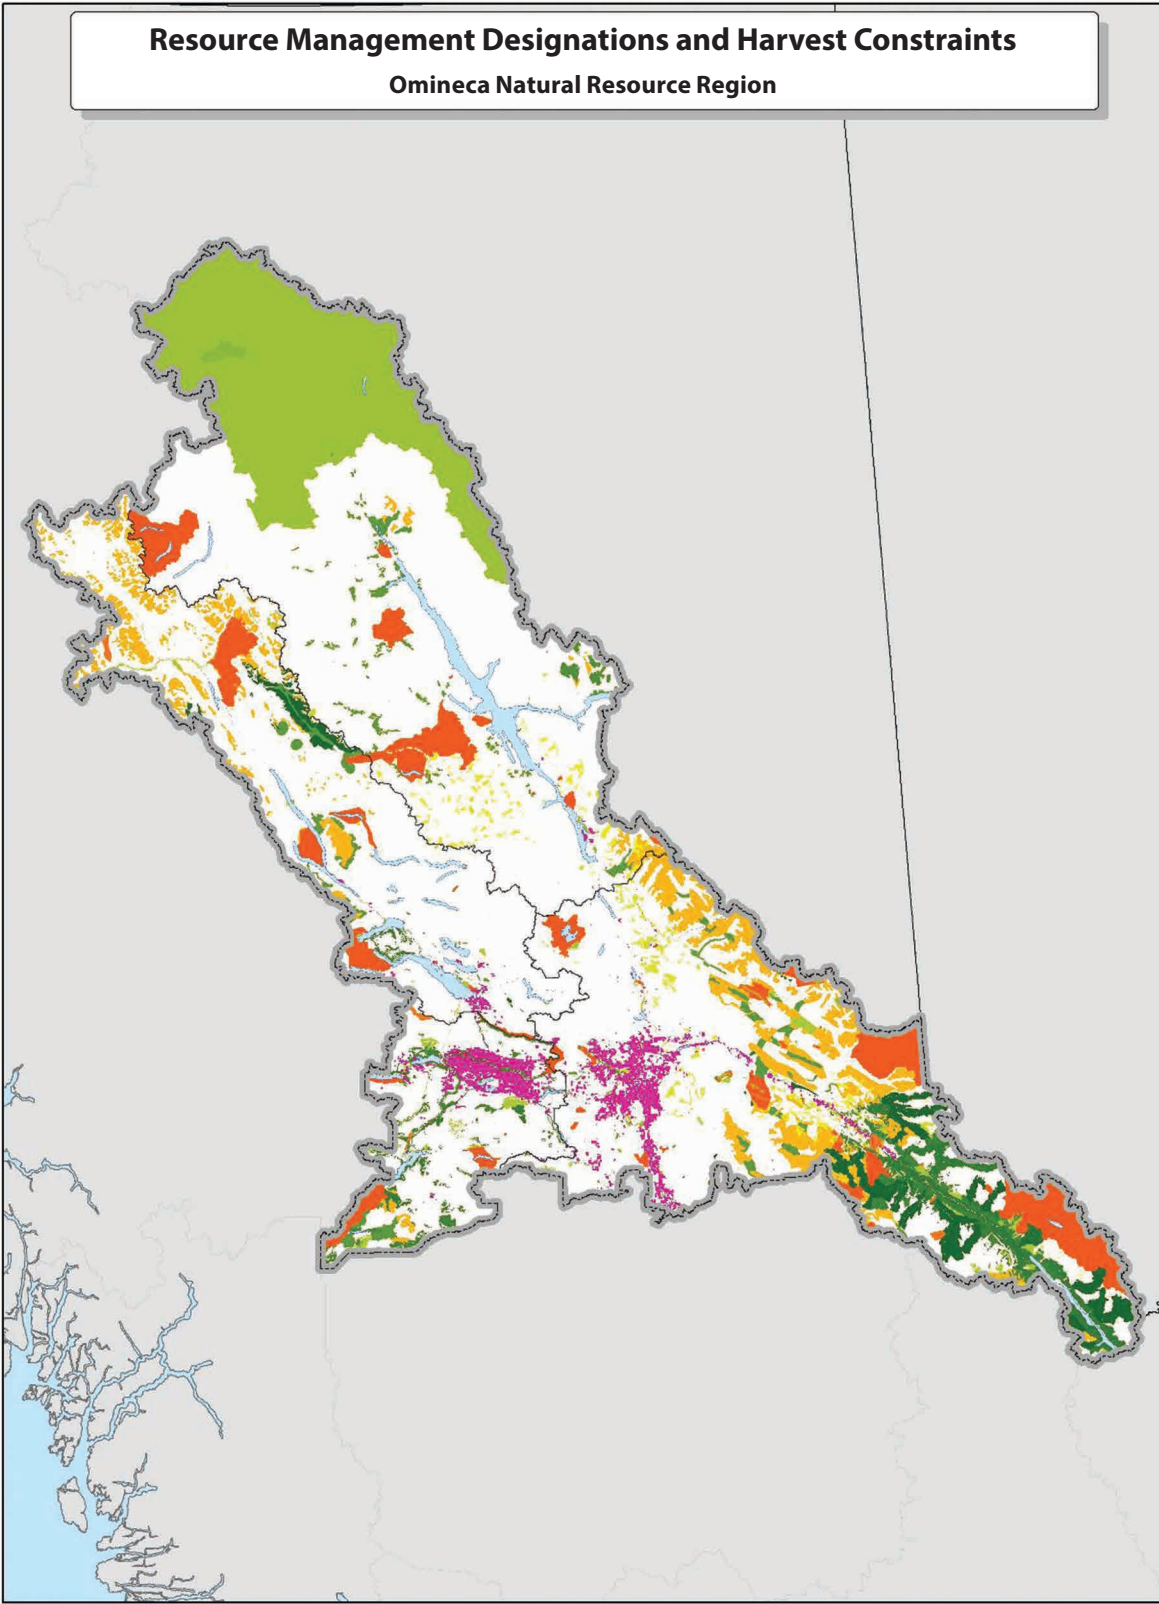 Resource Management Designations and Harvest Constraints
Omineca Natural Resource Region